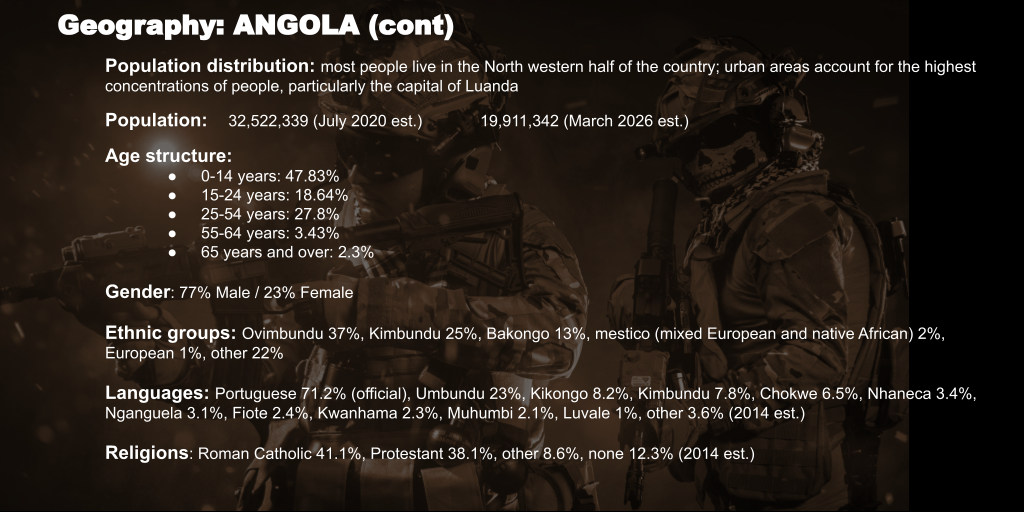 Geography: ANGOLA (cont)
Population distribution: most people live in the North western half of the country; urban areas account for the highest
concentrations of people, particularly the capital of Luanda
Population: 32,522,339 (July 2020 est.) 19,911,342 (March 2026 est.)
Age structure:
● 0-14 years: 47.83%
● 15-24 years: 18.64%
● 25-54 years: 27.8%
● 55-64 years: 3.43%
● 65 years and over: 2.3%
Gender: 77% Male / 23% Female
Ethnic groups: Ovimbundu 37%, Kimbundu 25%, Bakongo 13%, mestico (mixed European and native African) 2%,
European 1%, other 22%
Languages: Portuguese 71.2% (official), Umbundu 23%, Kikongo 8.2%, Kimbundu 7.8%, Chokwe 6.5%, Nhaneca 3.4%,
Nganguela 3.1%, Fiote 2.4%, Kwanhama 2.3%, Muhumbi 2.1%, Luvale 1%, other 3.6% (2014 est.)
Religions: Roman Catholic 41.1%, Protestant 38.1%, other 8.6%, none 12.3% (2014 est.)